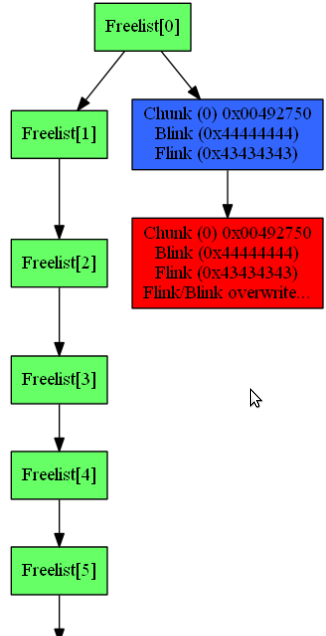 Freelist[0]
Freelist[1]
Chunk (0) 0x00492750
Blink (0x44444444)
Flink (0x43434343)
Freelist[2]
Chunk (0) 0x00492750
Blink (0x44444444)
Flink (0x43434343)
Flink/Blink overwrite...
Freelist[3]
Freelist[4]
Freelist[5]